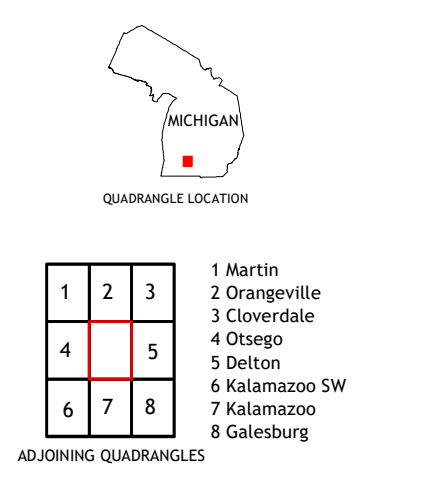 MICHIGAN
QUADRANGLE LOCATION
1 2 3
4 5
6 7 8
ADJOINING QUADRANGLES
1 Martin
2 Orangeville
3 Cloverdale
4 Otsego
5 Delton
6 Kalamazoo SW
7 Kalamazoo
8 Galesburg